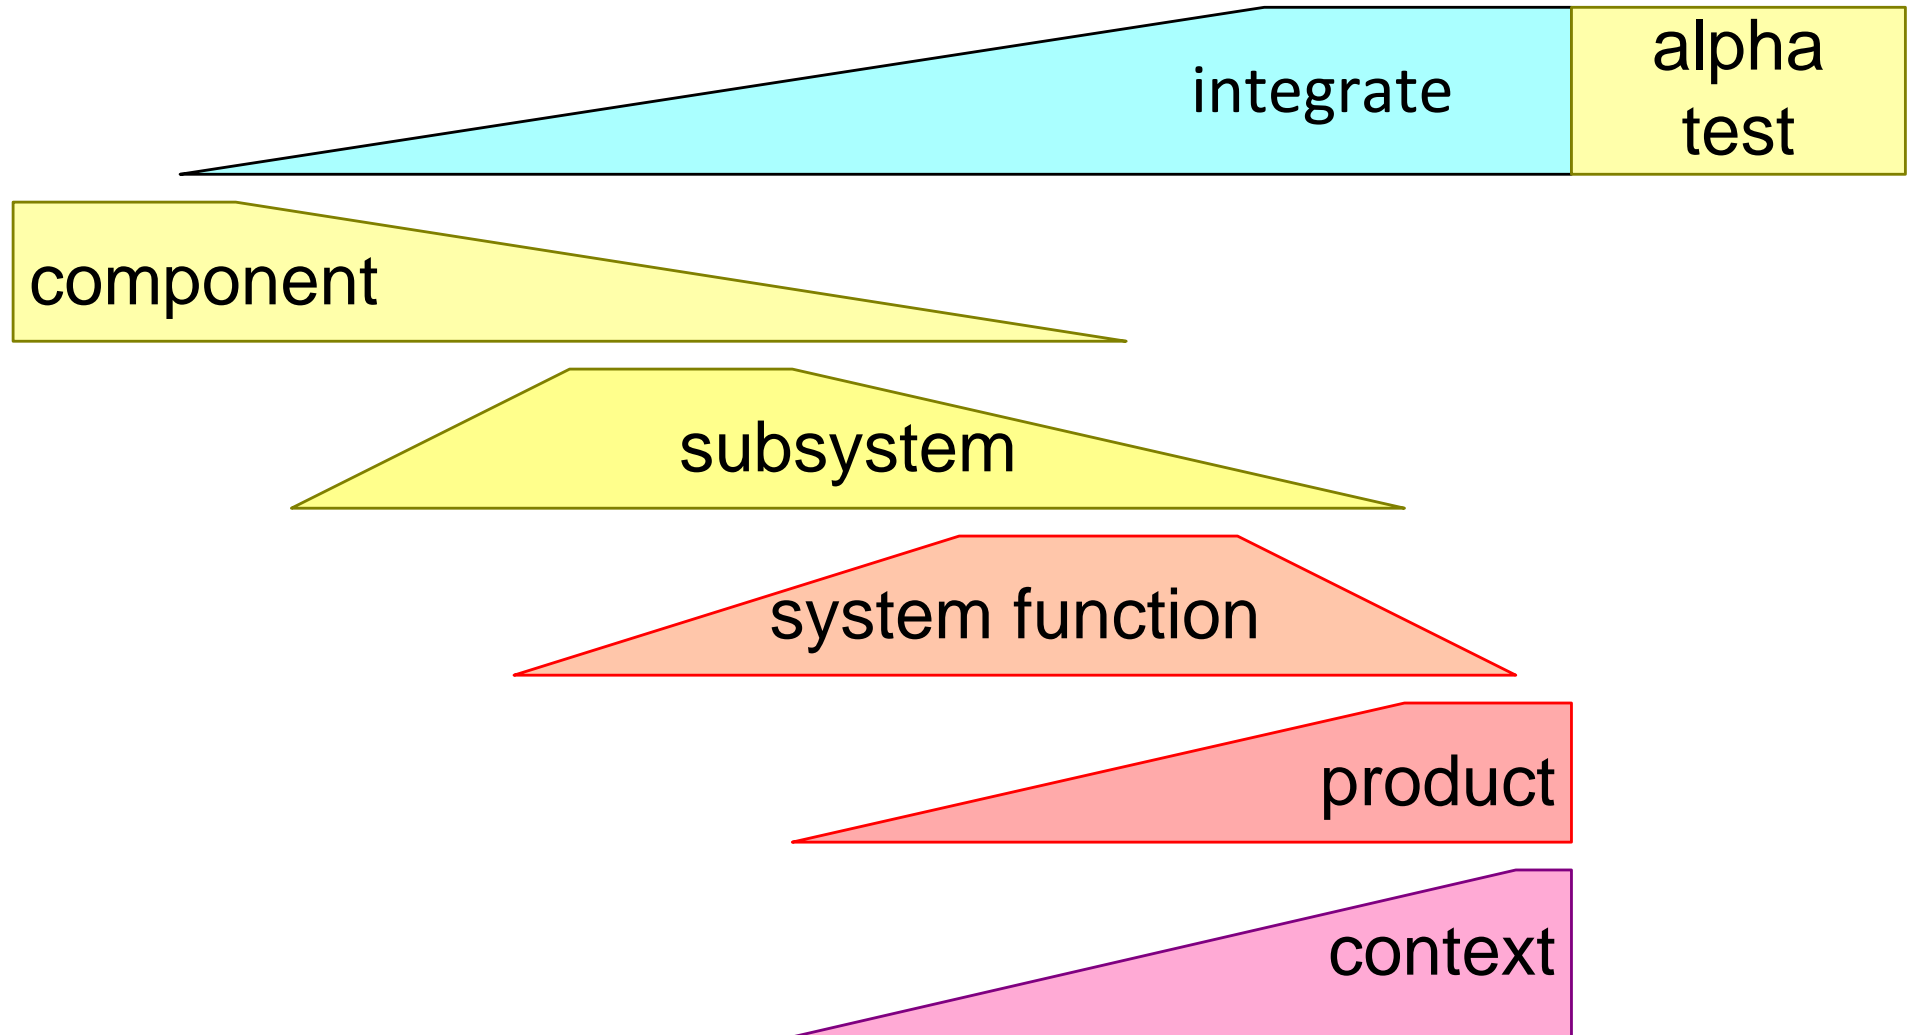 integrate
alpha
test
component
subsystem
system function
product
context